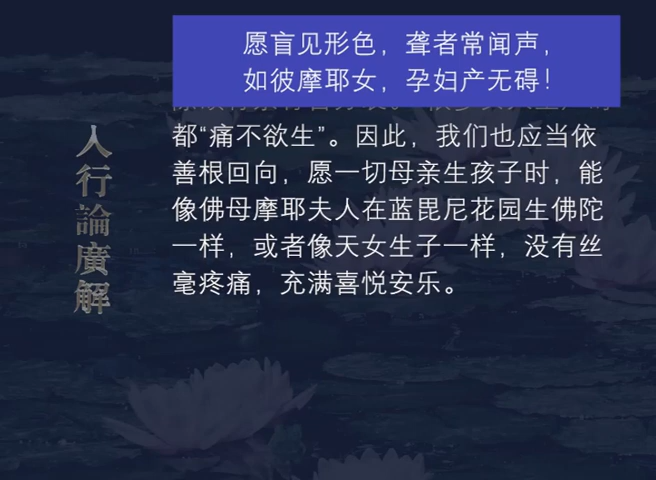 愿盲见形色，聋者常闻声，
如彼摩耶女，孕妇产无碍！
都“痛不欲生”。因此，我们也应当依
善根回向，愿一切母亲生孩子时，能
像佛母摩耶夫人在蓝毘尼花园生佛陀
一样，或者像天女生子一样，没有丝
毫疼痛，充满喜悦安乐。
入行論廣解